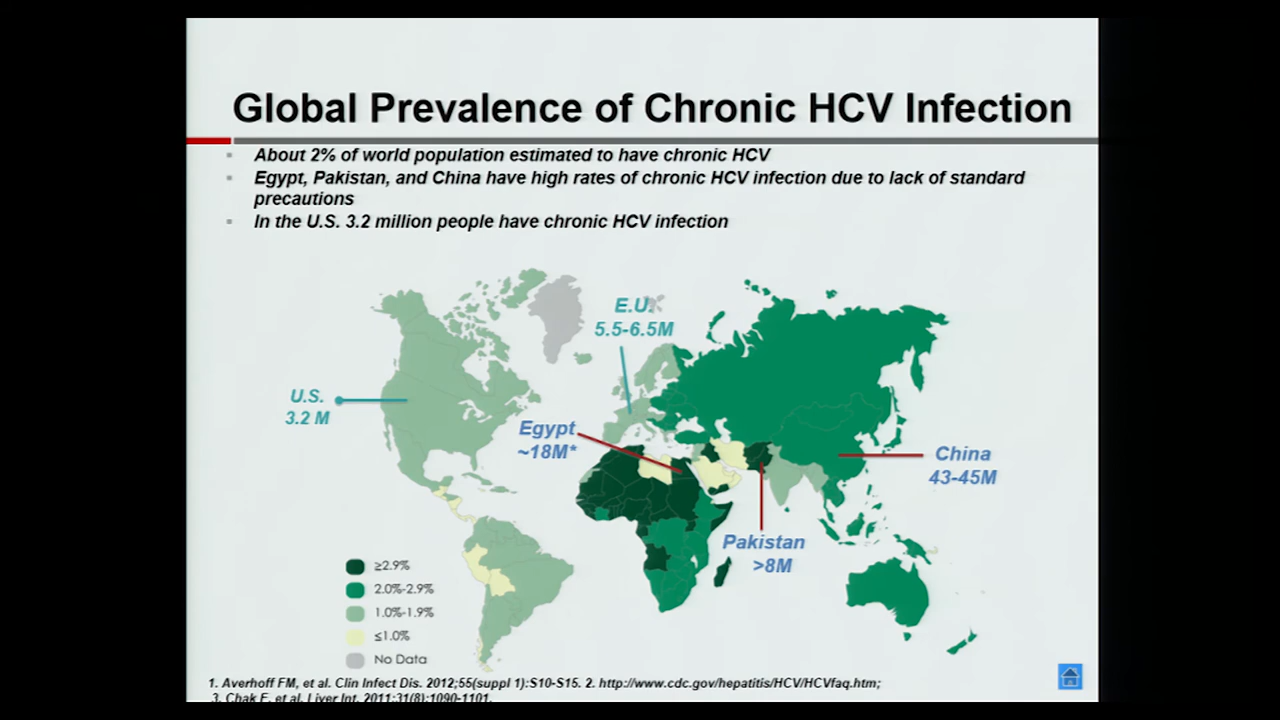 Global Prevalence of Chronic HCV Infection
▪ About 2% of world population estimated to have chronic HCV
▪ Egypt, Pakistan, and China have high rates of chronic HCV infection due to lack of standard
precautions
▪ In the U.S. 3.2 million people have chronic HCV infection
E.U.
5.5-6.5M
U.S.
3.2 M
Egypt
~18M*
China
43-45M
Pakistan
>8M
≥2.9%
2.0%-2.9%
1.0%-1.9%
≤1.0%
No Data
1. Averhoff FM, et al. Clin Infect Dis. 2012;55(suppl 1):S10-S15. 2. http://www.cdc.gov/hepatitis/HCV/HCVfaq.htm;
3. Chak E, et al. Liver Int. 2011;31(8):1090-1101.